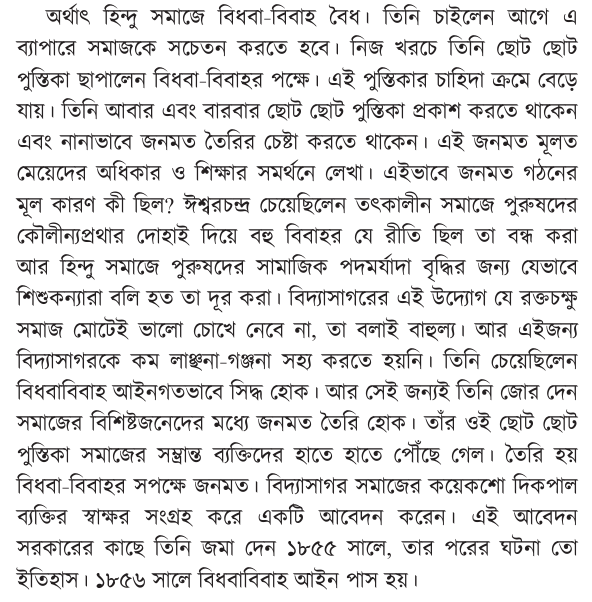 অর্থাৎ হিন্দু সমাজে বিধবা-বিবাহ বৈধ। তিনি চাইলেন আগে এ
ব্যাপারে সমাজকে সচেতন করতে হবে। নিজ খরচে তিনি ছোট ছোট
পুস্তিকা ছাপালেন বিধবা-বিবাহর পক্ষে। এই পুস্তিকার চাহিদা ক্রমে বেড়ে
যায়। তিনি আবার এবং বারবার ছোট ছোট পুস্তিকা প্রকাশ করতে থাকেন
এবং নানাভাবে জনমত তৈরির চেষ্টা করতে থাকেন। এই জনমত মূলত
মেয়েদের অধিকার ও শিক্ষার সমর্থনে লেখা। এইভাবে জনমত গঠনের
মূল কারণ কী ছিল? ঈশ্বরচন্দ্র চেয়েছিলেন তৎকালীন সমাজে পুরুষদের
কৌলীন্যপ্রথার দোহাই দিয়ে বহু বিবাহর যে রীতি ছিল তা বন্ধ করা
আর হিন্দু সমাজে পুরুষদের সামাজিক পদমর্যাদা বৃদ্ধির জন্য যেভাবে
শিশুকন্যারা বলি হত তা দূর করা। বিদ্যাসাগরের এই উদ্যোগ যে রক্তচক্ষু
সমাজ মোটেই ভালো চোখে নেবে না, তা বলাই বাহুল্য। আর এইজন্য
বিদ্যাসাগরকে কম লাঞ্ছনা-গঞ্জনা সহ্য করতে হয়নি। তিনি চেয়েছিলেন
বিধবাবিবাহ আইনগতভাবে সিদ্ধ হোক। আর সেই জন্যই তিনি জোর দেন
সমাজের বিশিষ্টজনেদের মধ্যে জনমত তৈরি হোক। তাঁর ওই ছোট ছোট
পুস্তিকা সমাজের সম্ভ্রান্ত ব্যক্তিদের হাতে হাতে পৌঁছে গেল। তৈরি হয়
বিধবা-বিবাহর সপক্ষে জনমত। বিদ্যাসাগর সমাজের কয়েকশো দিকপাল
ব্যক্তির স্বাক্ষর সংগ্রহ করে একটি আবেদন করেন। এই আবেদন
সরকারের কাছে তিনি জমা দেন ১৮৫৫ সালে, তার পরের ঘটনা তো
ইতিহাস। ১৮৫৬ সালে বিধবাবিবাহ আইন পাস হয়।